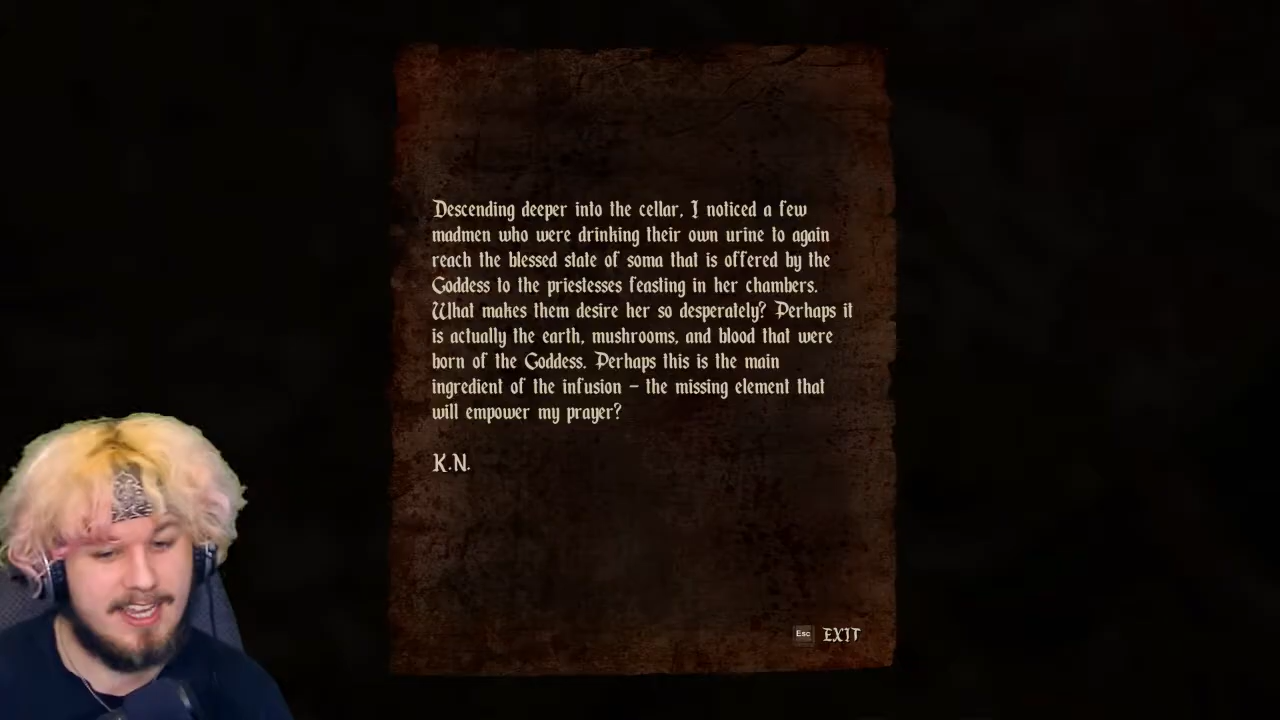 Descending deeper into the cellar, I noticed a few
madmen who were drinking their own urine to again
reach the blessed state of soma that is offered by the
Goddess to the priestesses feasting in her chambers.
What makes them desire her so desperately? Perhaps it
is actually the earth, mushrooms, and blood that were
born of the Goddess. Perhaps this is the main
ingredient of the infusion – the missing element that
will empower my prayer?
K.N.
Esc EXIT